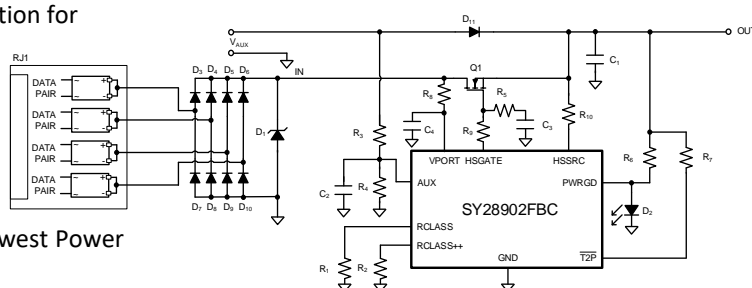 tion for
D11
OUT
VAUX
RJ1
D3 D4 D5 D6
IN
Q1
C1
DATA
PAIR
~ + ~ -
DATA
PAIR
~ + ~ -
DATA
PAIR
~ + ~ -
DATA
PAIR
~ + ~ -
D1
R8
R5
C4
R9
C3
R10
R3
VPORT HSGATE HSSRC
R6
R7
C2
R4
AUX
PWRGD
D2
SY28902FBC
D7 D8 D9 D10
RCLASS
RCLASS++
west Power
R1
R2
GND
T2P